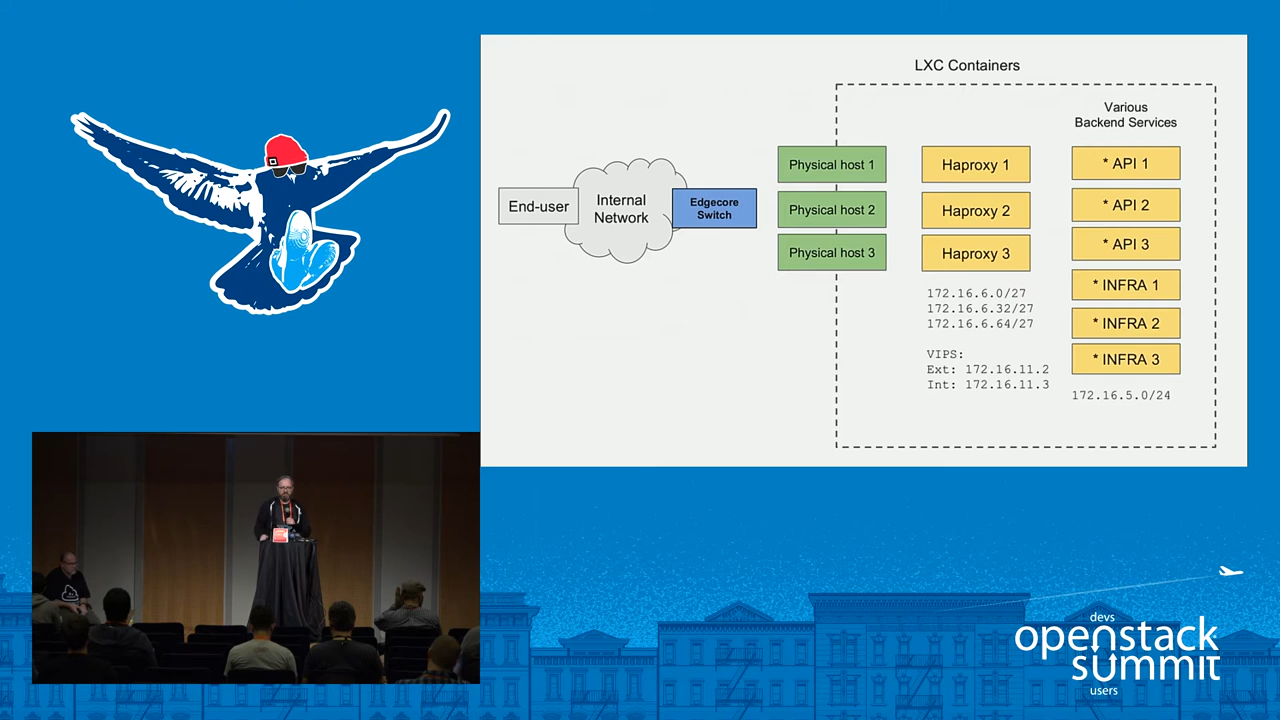 LXC Containers
Various
Backend Services
End-user
Internal
Network
Edgecore
Switch
Physical host 1
Physical host 2
Physical host 3
Haproxy 1
Haproxy 2
Haproxy 3
172.16.6.0/27
172.16.6.32/27
172.16.6.64/27
VIPS:
Ext: 172.16.11.2
Int: 172.16.11.3
* API 1
* API 2
* API 3
* INFRA 1
* INFRA 2
* INFRA 3
172.16.5.0/24
devs
openstack
summit
users